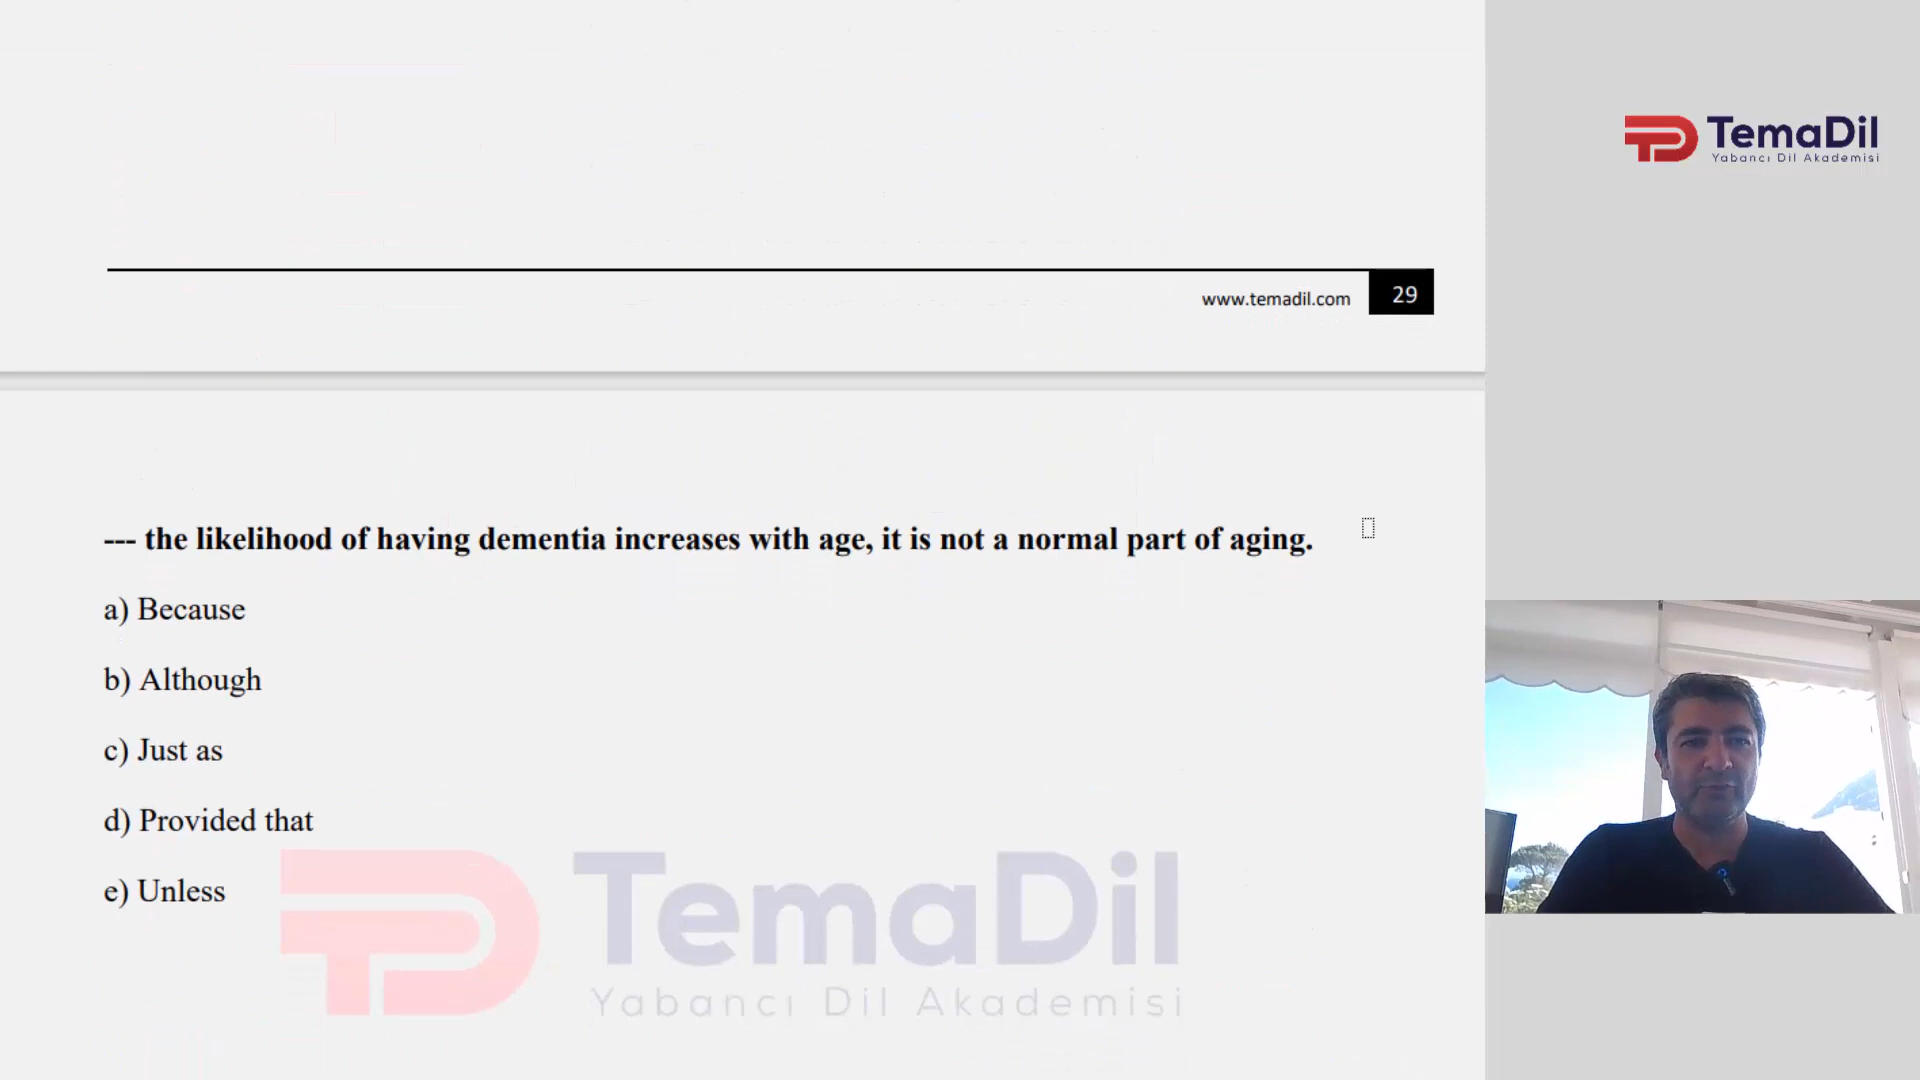 TemaDil
Yabancı Dil Akademisi
www.temadil.com
29
--- the likelihood of having dementia increases with age, it is not a normal part of aging.
a) Because
b) Although
c) Just as
d) Provided that
e) Unless
TemaDil
Yabancı Dil Akademisi